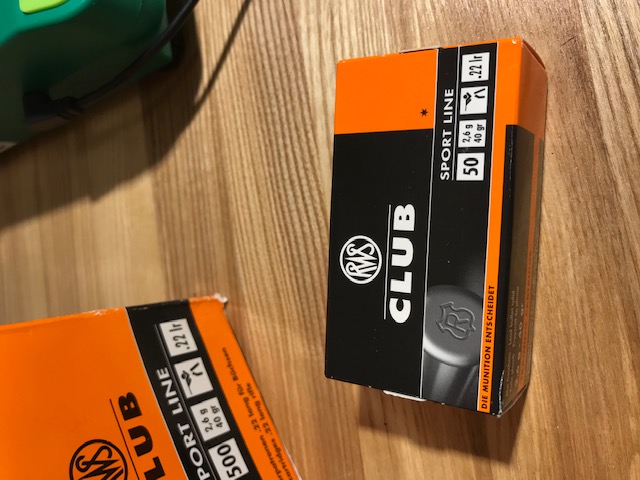 RWS
CLUB
SPORT LINE
50
2,6 g
40 gr
.22 lr
*
DIE MUNITION ENTSCHEIDET
RWS
CLUB
SPORT LINE
500
2,6 g
40 gr
.22 lr